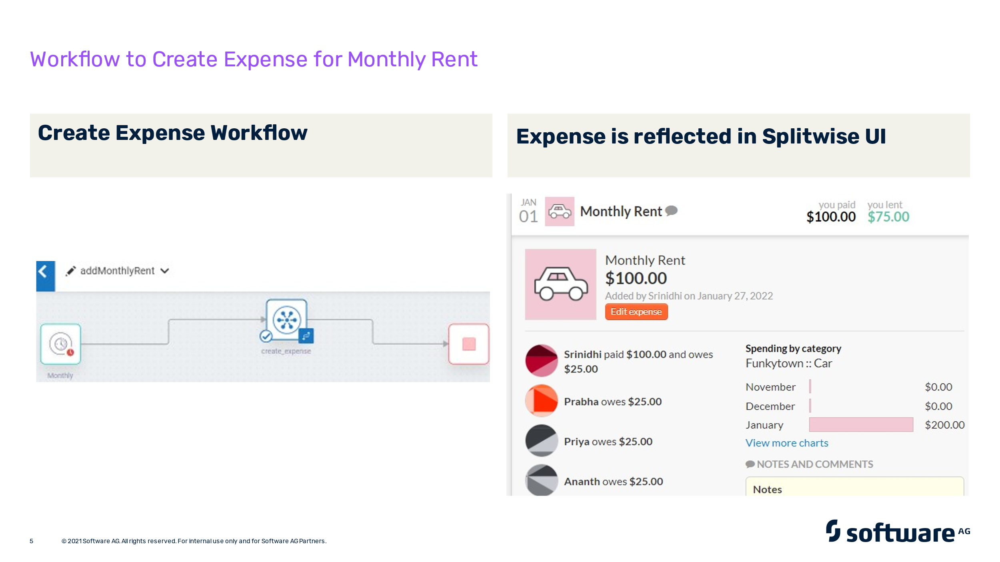 Workflow to Create Expense for Monthly Rent
Create Expense Workflow
addMonthlyRent
create_expense
Monthly
Expense is reflected in Splitwise UI
JAN
01
Monthly Rent
you paid
$100.00
you lent
$75.00
Monthly Rent
$100.00
Added by Srinidhi on January 27, 2022
Edit expense
Srinidhi paid $100.00 and owes
$25.00
Prabha owes $25.00
Priya owes $25.00
Ananth owes $25.00
Spending by category
Funkytown :: Car
November $0.00
December $0.00
January $200.00
View more charts
NOTES AND COMMENTS
Notes
5
© 2021 Software AG. All rights reserved. For internal use only and for Software AG Partners.
software AG